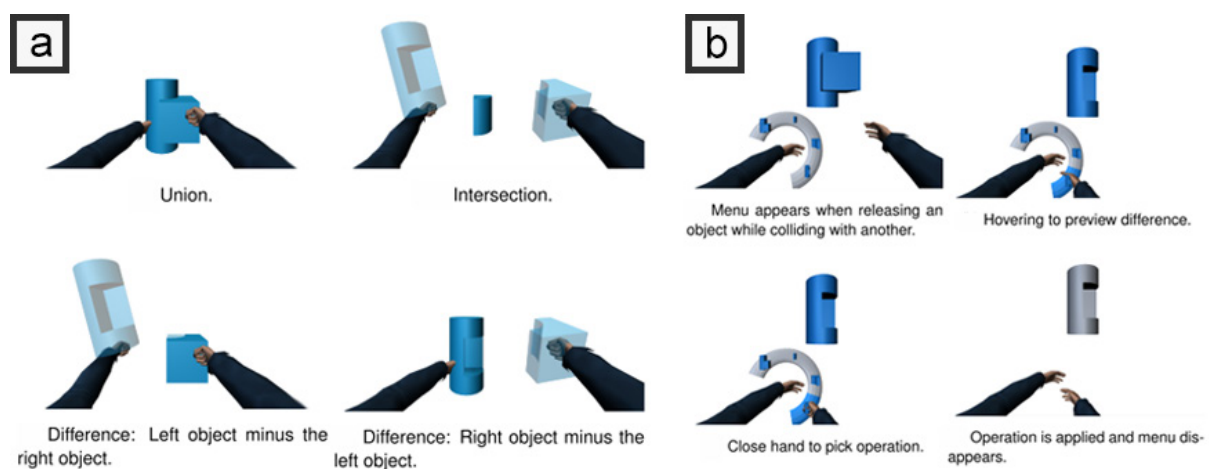 a
Union.
Intersection.
Difference: Left object minus the
right object.
Difference: Right object minus the
left object.
b
Menu appears when releasing an
object while colliding with another.
Hovering to preview difference.
Close hand to pick operation.
Operation is applied and menu dis-
appears.